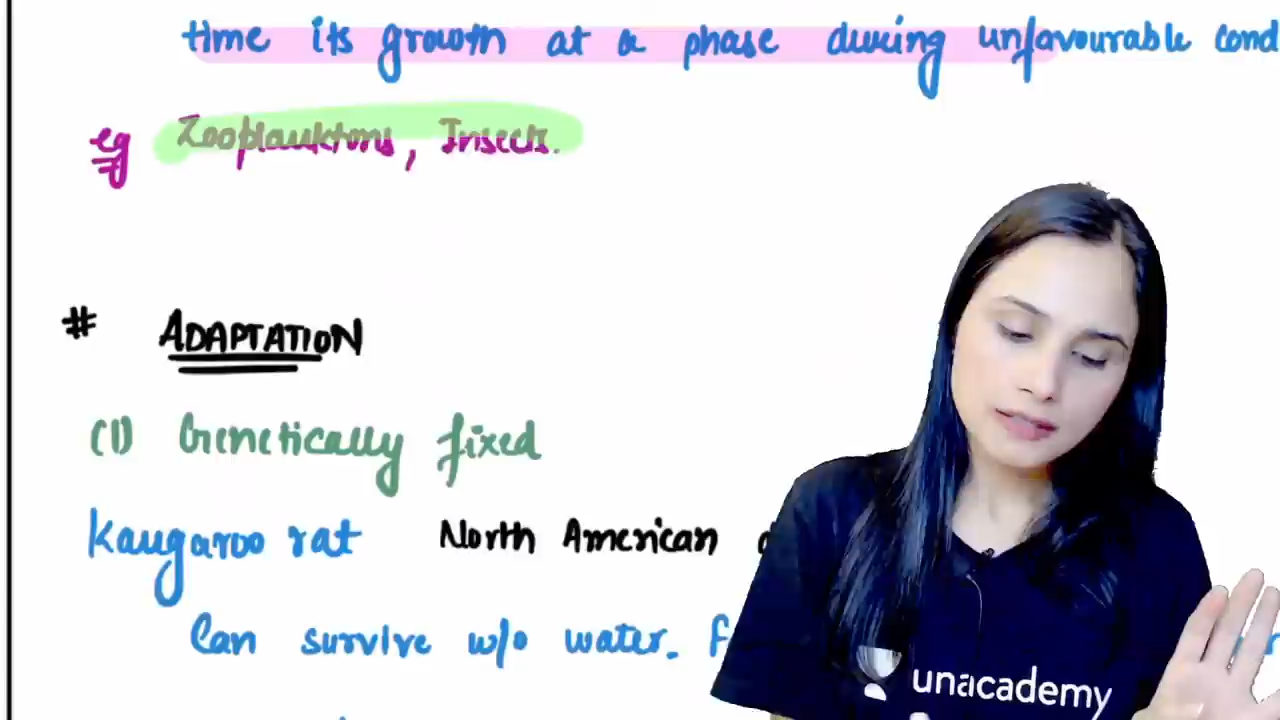 time its growth at a phase during unfavourable cond
eg Zooplanktons, Insects.
# ADAPTATION
(1) Genetically fixed
Kangaroo rat North American
Can survive w/o water.
unacademy